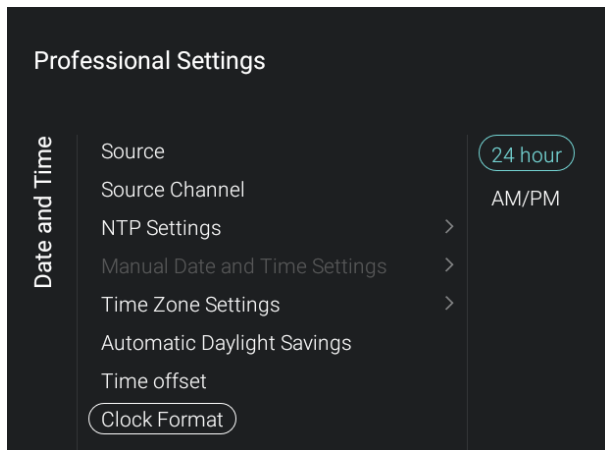 Professional Settings
Date and Time
Source
Source Channel
NTP Settings
Manual Date and Time Settings
Time Zone Settings
Automatic Daylight Savings
Time offset
Clock Format
24 hour
AM/PM